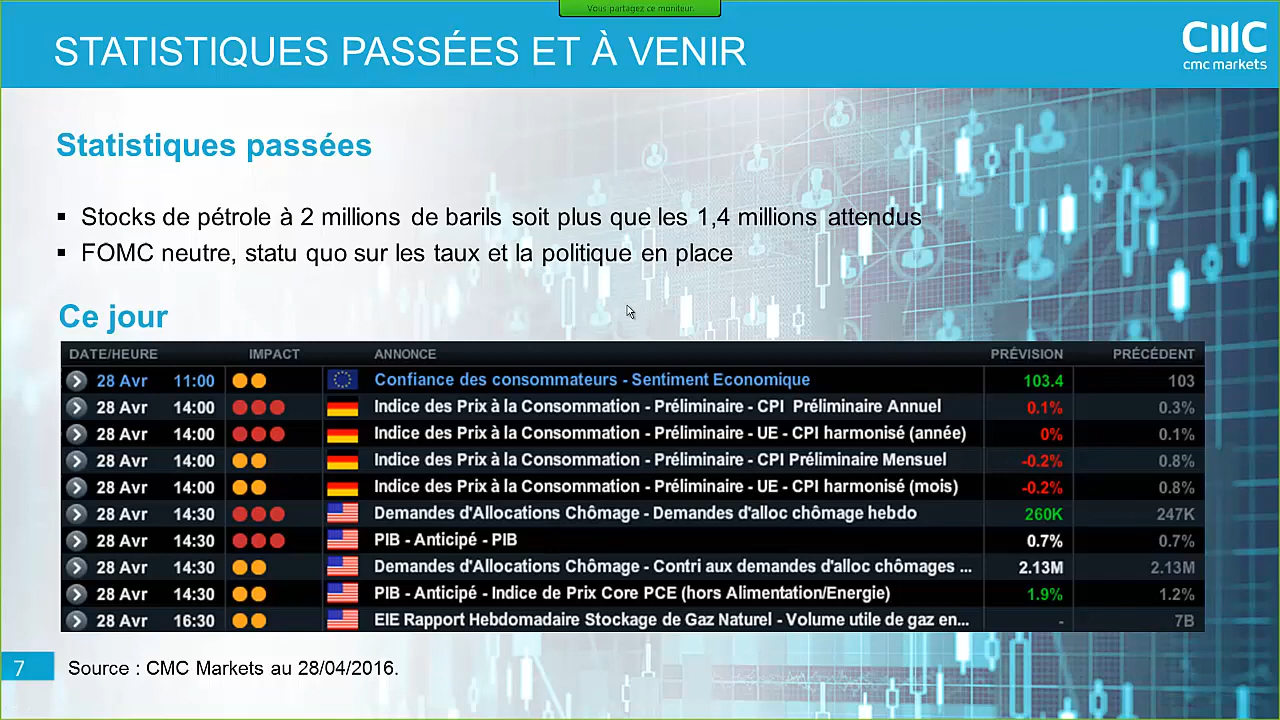 Vous partagez ce moniteur.
STATISTIQUES PASSÉES ET À VENIR
CMC
cmc markets
Statistiques passées
▪ Stocks de pétrole à 2 millions de barils soit plus que les 1,4 millions attendus
▪ FOMC neutre, statu quo sur les taux et la politique en place
Ce jour
DATE/HEURE IMPACT ANNONCE PRÉVISION PRÉCÉDENT
28 Avr 11:00 Confiance des consommateurs - Sentiment Economique 103.4 103
28 Avr 14:00 Indice des Prix à la Consommation - Préliminaire - CPI Préliminaire Annuel 0.1% 0.3%
28 Avr 14:00 Indice des Prix à la Consommation - Préliminaire - UE - CPI harmonisé (année) 0% 0.1%
28 Avr 14:00 Indice des Prix à la Consommation - Préliminaire - CPI Préliminaire Mensuel -0.2% 0.8%
28 Avr 14:00 Indice des Prix à la Consommation - Préliminaire - UE - CPI harmonisé (mois) -0.2% 0.8%
28 Avr 14:30 Demandes d'Allocations Chômage - Demandes d'alloc chômage hebdo 260K 247K
28 Avr 14:30 PIB - Anticipé - PIB 0.7% 0.7%
28 Avr 14:30 Demandes d'Allocations Chômage - Contri aux demandes d'alloc chômages ... 2.13M 2.13M
28 Avr 14:30 PIB - Anticipé - Indice de Prix Core PCE (hors Alimentation/Energie) 1.9% 1.2%
28 Avr 16:30 EIE Rapport Hebdomadaire Stockage de Gaz Naturel - Volume utile de gaz en... - 7B
7 Source : CMC Markets au 28/04/2016.